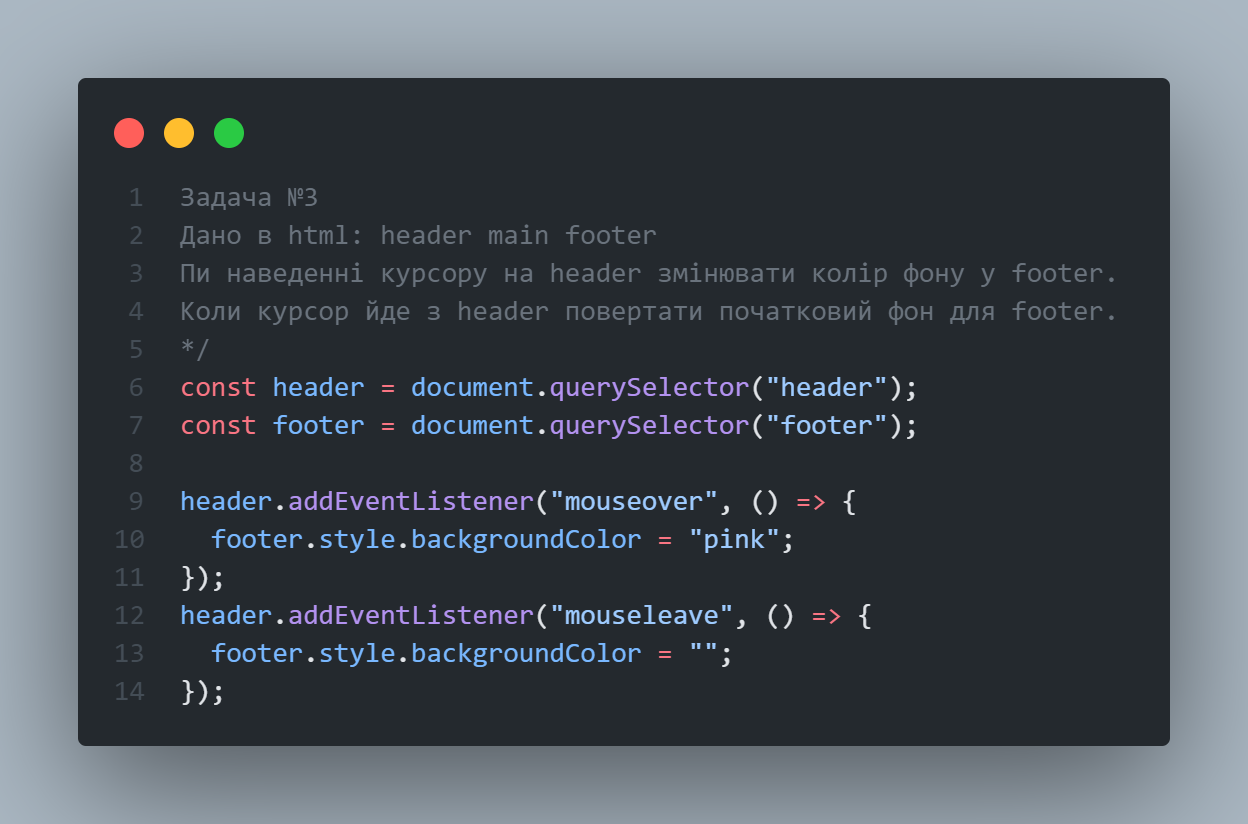 1 Задача №3
2 Дано в html: header main footer
3 Пи наведенні курсору на header змінювати колір фону у footer.
4 Коли курсор йде з header повертати початковий фон для footer.
5 */
6 const header = document.querySelector("header");
7 const footer = document.querySelector("footer");
8
9 header.addEventListener("mouseover", () => {
10   footer.style.backgroundColor = "pink";
11 });
12 header.addEventListener("mouseleave", () => {
13   footer.style.backgroundColor = "";
14 });